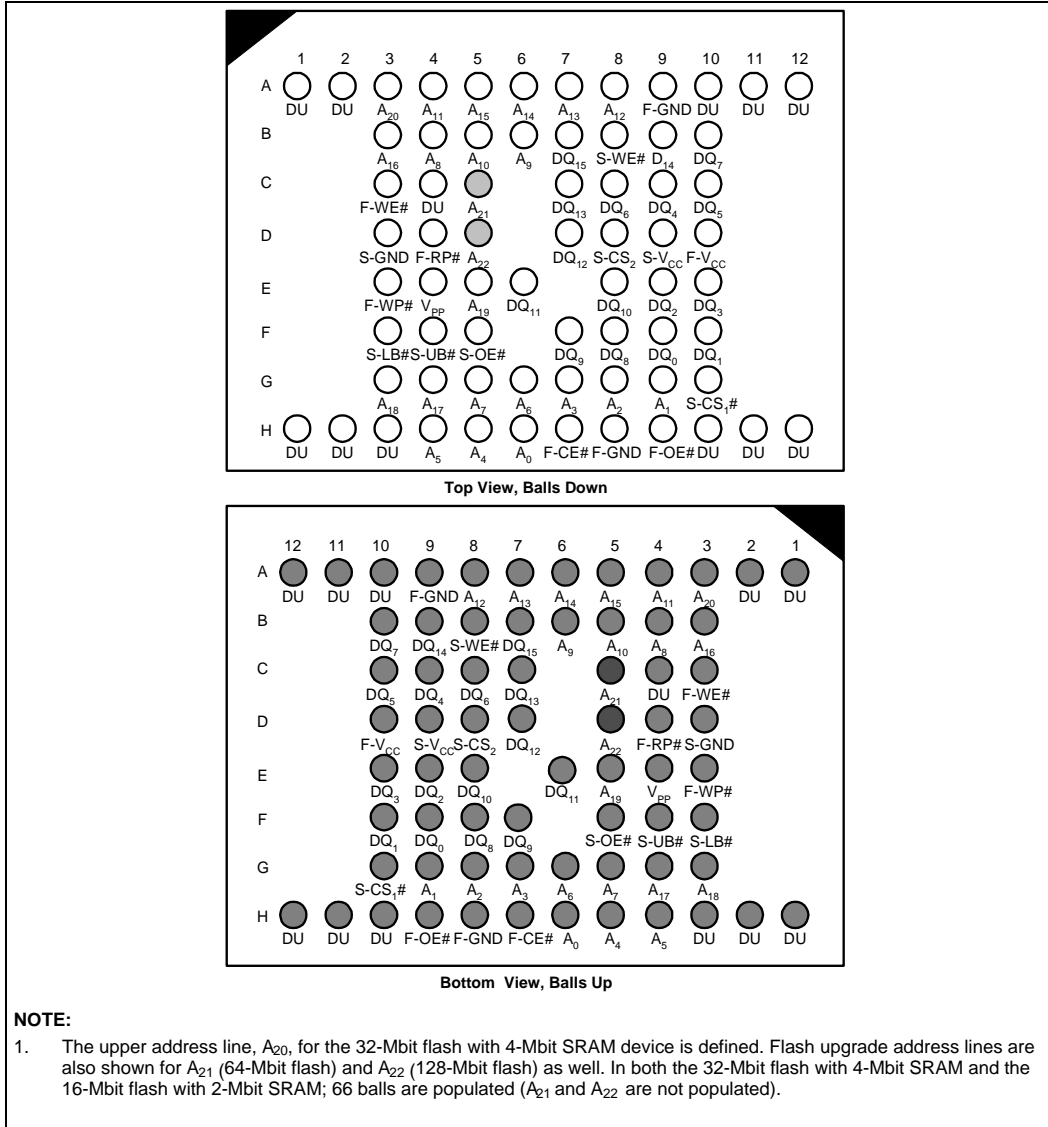 1 2 3 4 5 6 7 8 9 10 11 12
A
DU DU A20 A11 A15 A14 A13 A12 F-GND DU DU DU
B
A16 A8 A10 A9 DQ15 S-WE# D14 DQ7
C
F-WE# DU A21 DQ13 DQ6 DQ4 DQ5
D
S-GND F-RP# A22 DQ12 S-CS2 S-VCC F-VCC
E
F-WP# VPP A19 DQ11 DQ10 DQ2 DQ3
F
S-LB# S-UB# S-OE# DQ9 DQ8 DQ0 DQ1
G
A18 A17 A7 A6 A3 A2 A1 S-CS1#
H
DU DU DU A5 A4 A0 F-CE# F-GND F-OE# DU DU DU
Top View, Balls Down
12 11 10 9 8 7 6 5 4 3 2 1
A
DU DU DU F-GND A12 A13 A14 A15 A11 A20 DU DU
B
DQ7 DQ14 S-WE# DQ15 A9 A10 A8 A16
C
DQ5 DQ4 DQ6 DQ13 A21 DU F-WE#
D
F-VCC S-VCC S-CS2 DQ12 A22 F-RP# S-GND
E
DQ3 DQ2 DQ10 DQ11 A19 VPP F-WP#
F
DQ1 DQ0 DQ8 DQ9 S-OE# S-UB# S-LB#
G
S-CS1# A1 A2 A3 A6 A7 A17 A18
H
DU DU DU F-OE# F-GND F-CE# A0 A4 A5 DU DU DU
Bottom View, Balls Up
NOTE:
1. The upper address line, A20, for the 32-Mbit flash with 4-Mbit SRAM device is defined. Flash upgrade address lines are
also shown for A21 (64-Mbit flash) and A22 (128-Mbit flash) as well. In both the 32-Mbit flash with 4-Mbit SRAM and the
16-Mbit flash with 2-Mbit SRAM; 66 balls are populated (A21 and A22 are not populated).